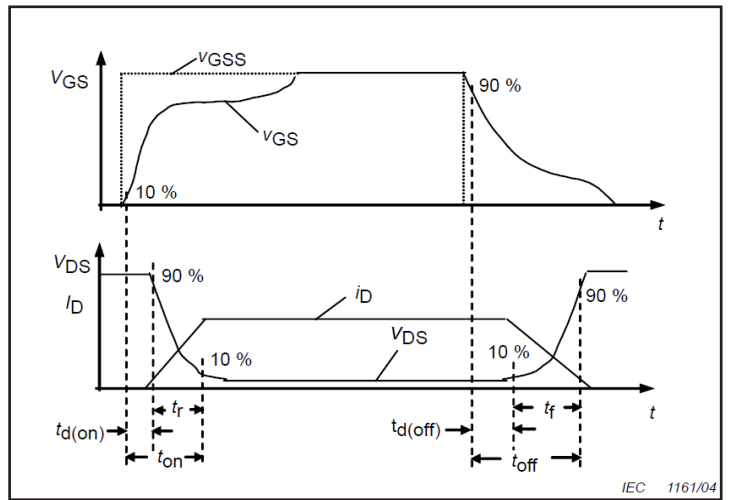 VGSS
VGS
90 %
vGS
10 %
t
VDS
ID
90 %
iD
90 %
10 %
VDS
10 %
tr
tf
t
td(on)
td(off)
ton
toff
IEC 1161/04